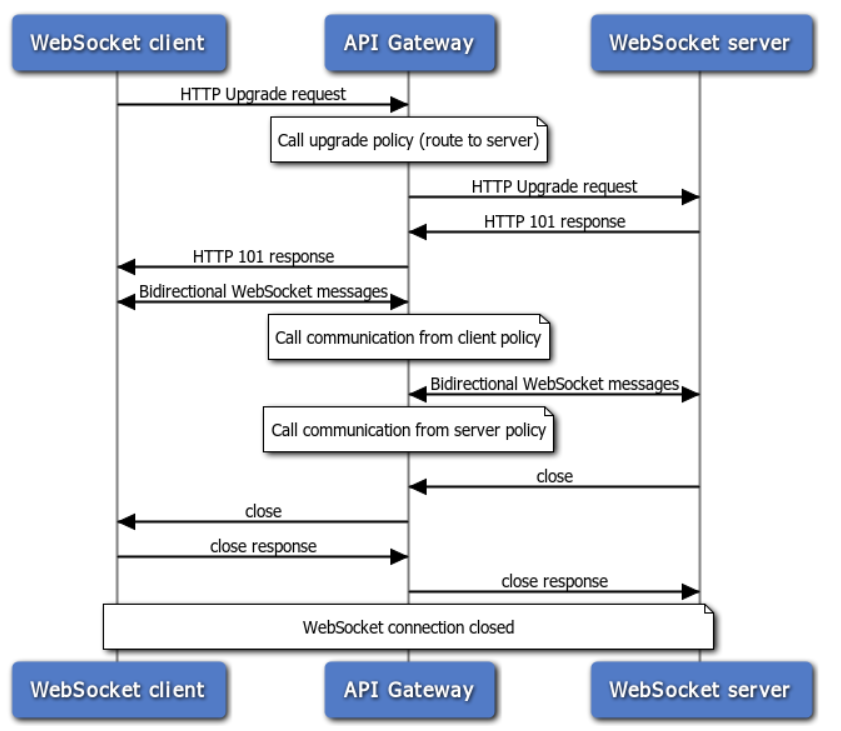 WebSocket client
API Gateway
WebSocket server
HTTP Upgrade request
Call upgrade policy (route to server)
HTTP Upgrade request
HTTP 101 response
HTTP 101 response
Bidirectional WebSocket messages
Call communication from client policy
Bidirectional WebSocket messages
Call communication from server policy
close
close
close response
close response
WebSocket connection closed
WebSocket client
API Gateway
WebSocket server